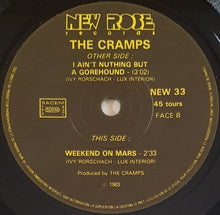 NEW ROSE
records
THE CRAMPS
OTHER SIDE :
I AIN'T NUTHING BUT
A GOREHOUND - (3'02)
(IVY RORSCHACH - LUX INTERIOR)
SACEM
NEW 33
45 tours
FACE B
THIS SIDE :
WEEKEND ON MARS - 2'33
(IVY RORSCHACH - LUX INTERIOR)
Produced by THE CRAMPS
℗ 1983